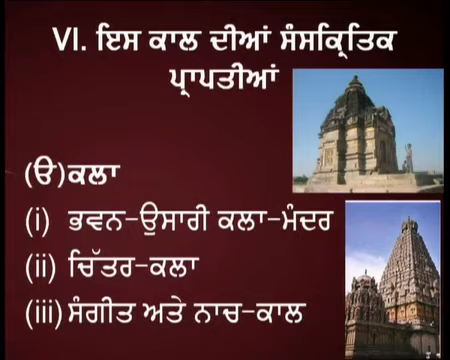 VI. ਇਸ ਕਾਲ ਦੀਆਂ ਸੰਸਕ੍ਰਿਤਿਕ
ਪ੍ਰਾਪਤੀਆਂ
(ੳ)ਕਲਾ
(i) ਭਵਨ-ਉਸਾਰੀ ਕਲਾ-ਮੰਦਰ
(ii) ਚਿੱਤਰ-ਕਲਾ
(iii) ਸੰਗੀਤ ਅਤੇ ਨਾਚ-ਕਾਲ